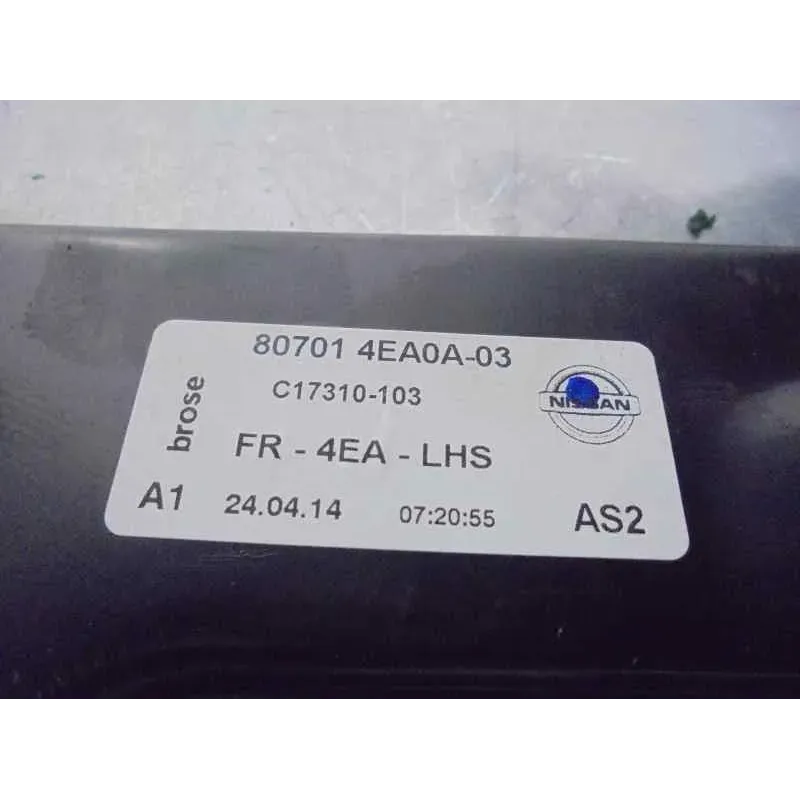 80701 4EA0A-03
brose
C17310-103
NISSAN
FR - 4EA - LHS
A1 24.04.14 07:20:55 AS2